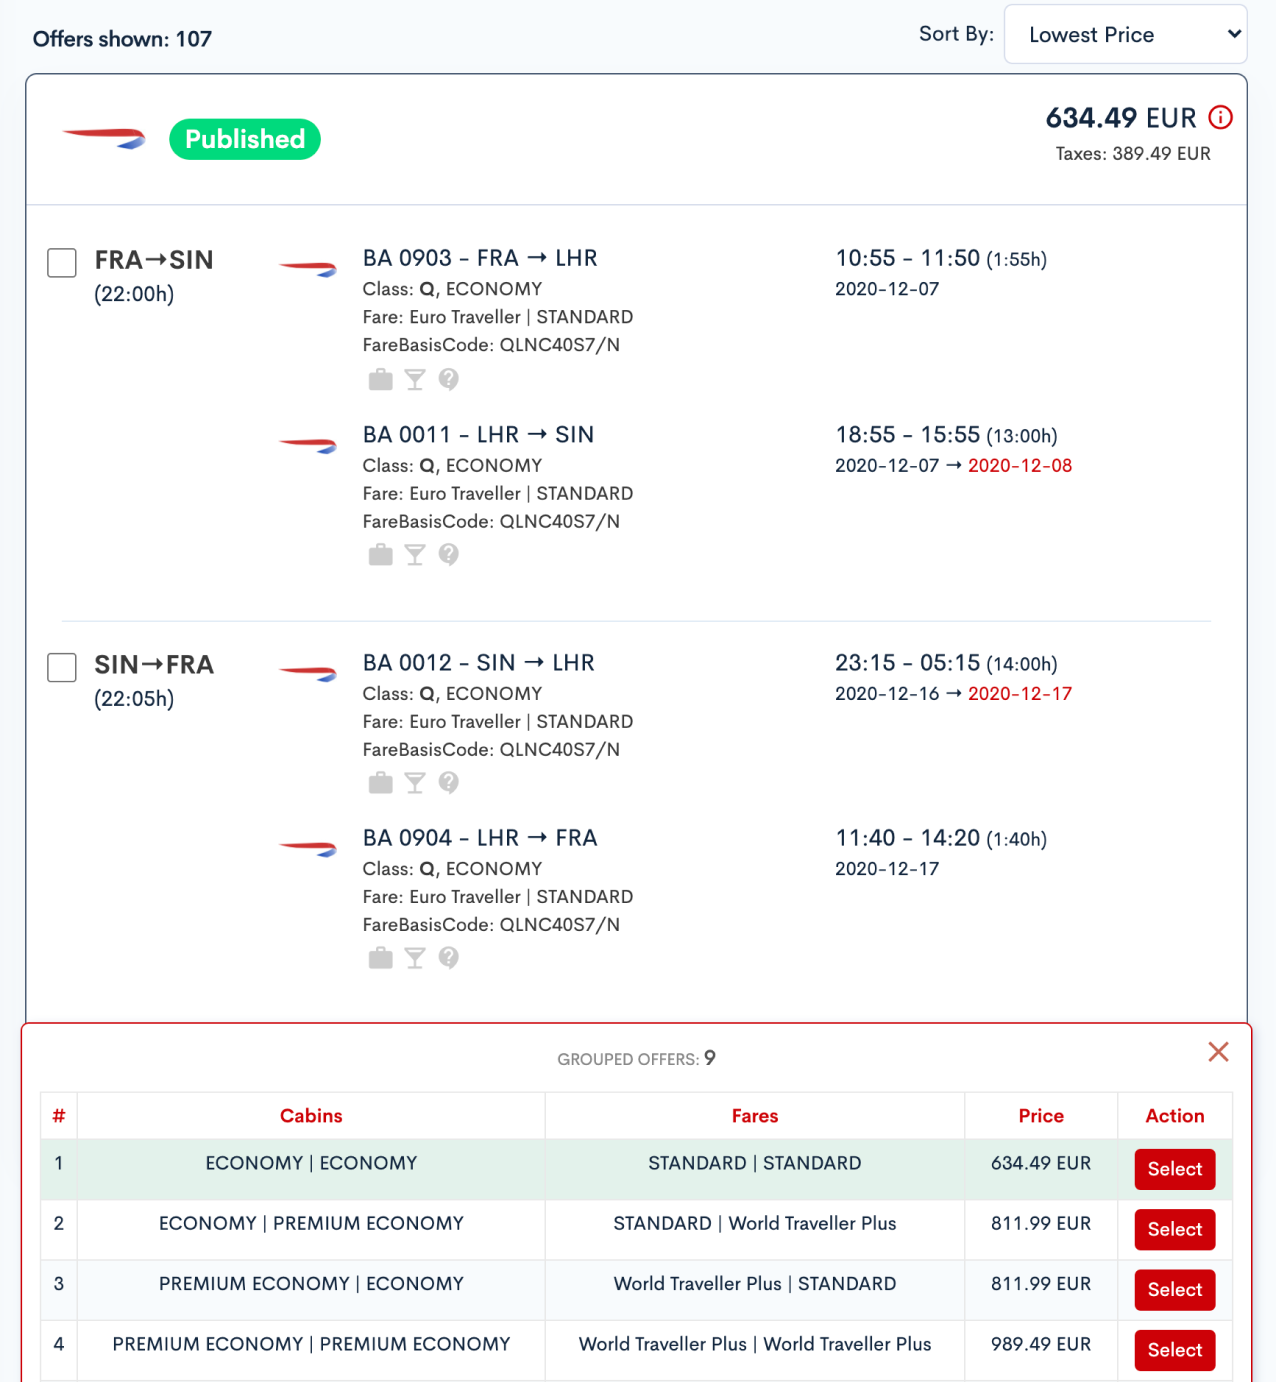 Offers shown: 107
Sort By: Lowest Price
Published
634.49 EUR
Taxes: 389.49 EUR
FRA→SIN
(22:00h)
BA 0903 - FRA → LHR
Class: Q, ECONOMY
Fare: Euro Traveller | STANDARD
FareBasisCode: QLNC40S7/N
10:55 - 11:50 (1:55h)
2020-12-07
BA 0011 - LHR → SIN
Class: Q, ECONOMY
Fare: Euro Traveller | STANDARD
FareBasisCode: QLNC40S7/N
18:55 - 15:55 (13:00h)
2020-12-07 → 2020-12-08
SIN→FRA
(22:05h)
BA 0012 - SIN → LHR
Class: Q, ECONOMY
Fare: Euro Traveller | STANDARD
FareBasisCode: QLNC40S7/N
23:15 - 05:15 (14:00h)
2020-12-16 → 2020-12-17
BA 0904 - LHR → FRA
Class: Q, ECONOMY
Fare: Euro Traveller | STANDARD
FareBasisCode: QLNC40S7/N
11:40 - 14:20 (1:40h)
2020-12-17
GROUPED OFFERS: 9
# Cabins Fares Price Action
1 ECONOMY | ECONOMY STANDARD | STANDARD 634.49 EUR Select
2 ECONOMY | PREMIUM ECONOMY STANDARD | World Traveller Plus 811.99 EUR Select
3 PREMIUM ECONOMY | ECONOMY World Traveller Plus | STANDARD 811.99 EUR Select
4 PREMIUM ECONOMY | PREMIUM ECONOMY World Traveller Plus | World Traveller Plus 989.49 EUR Select